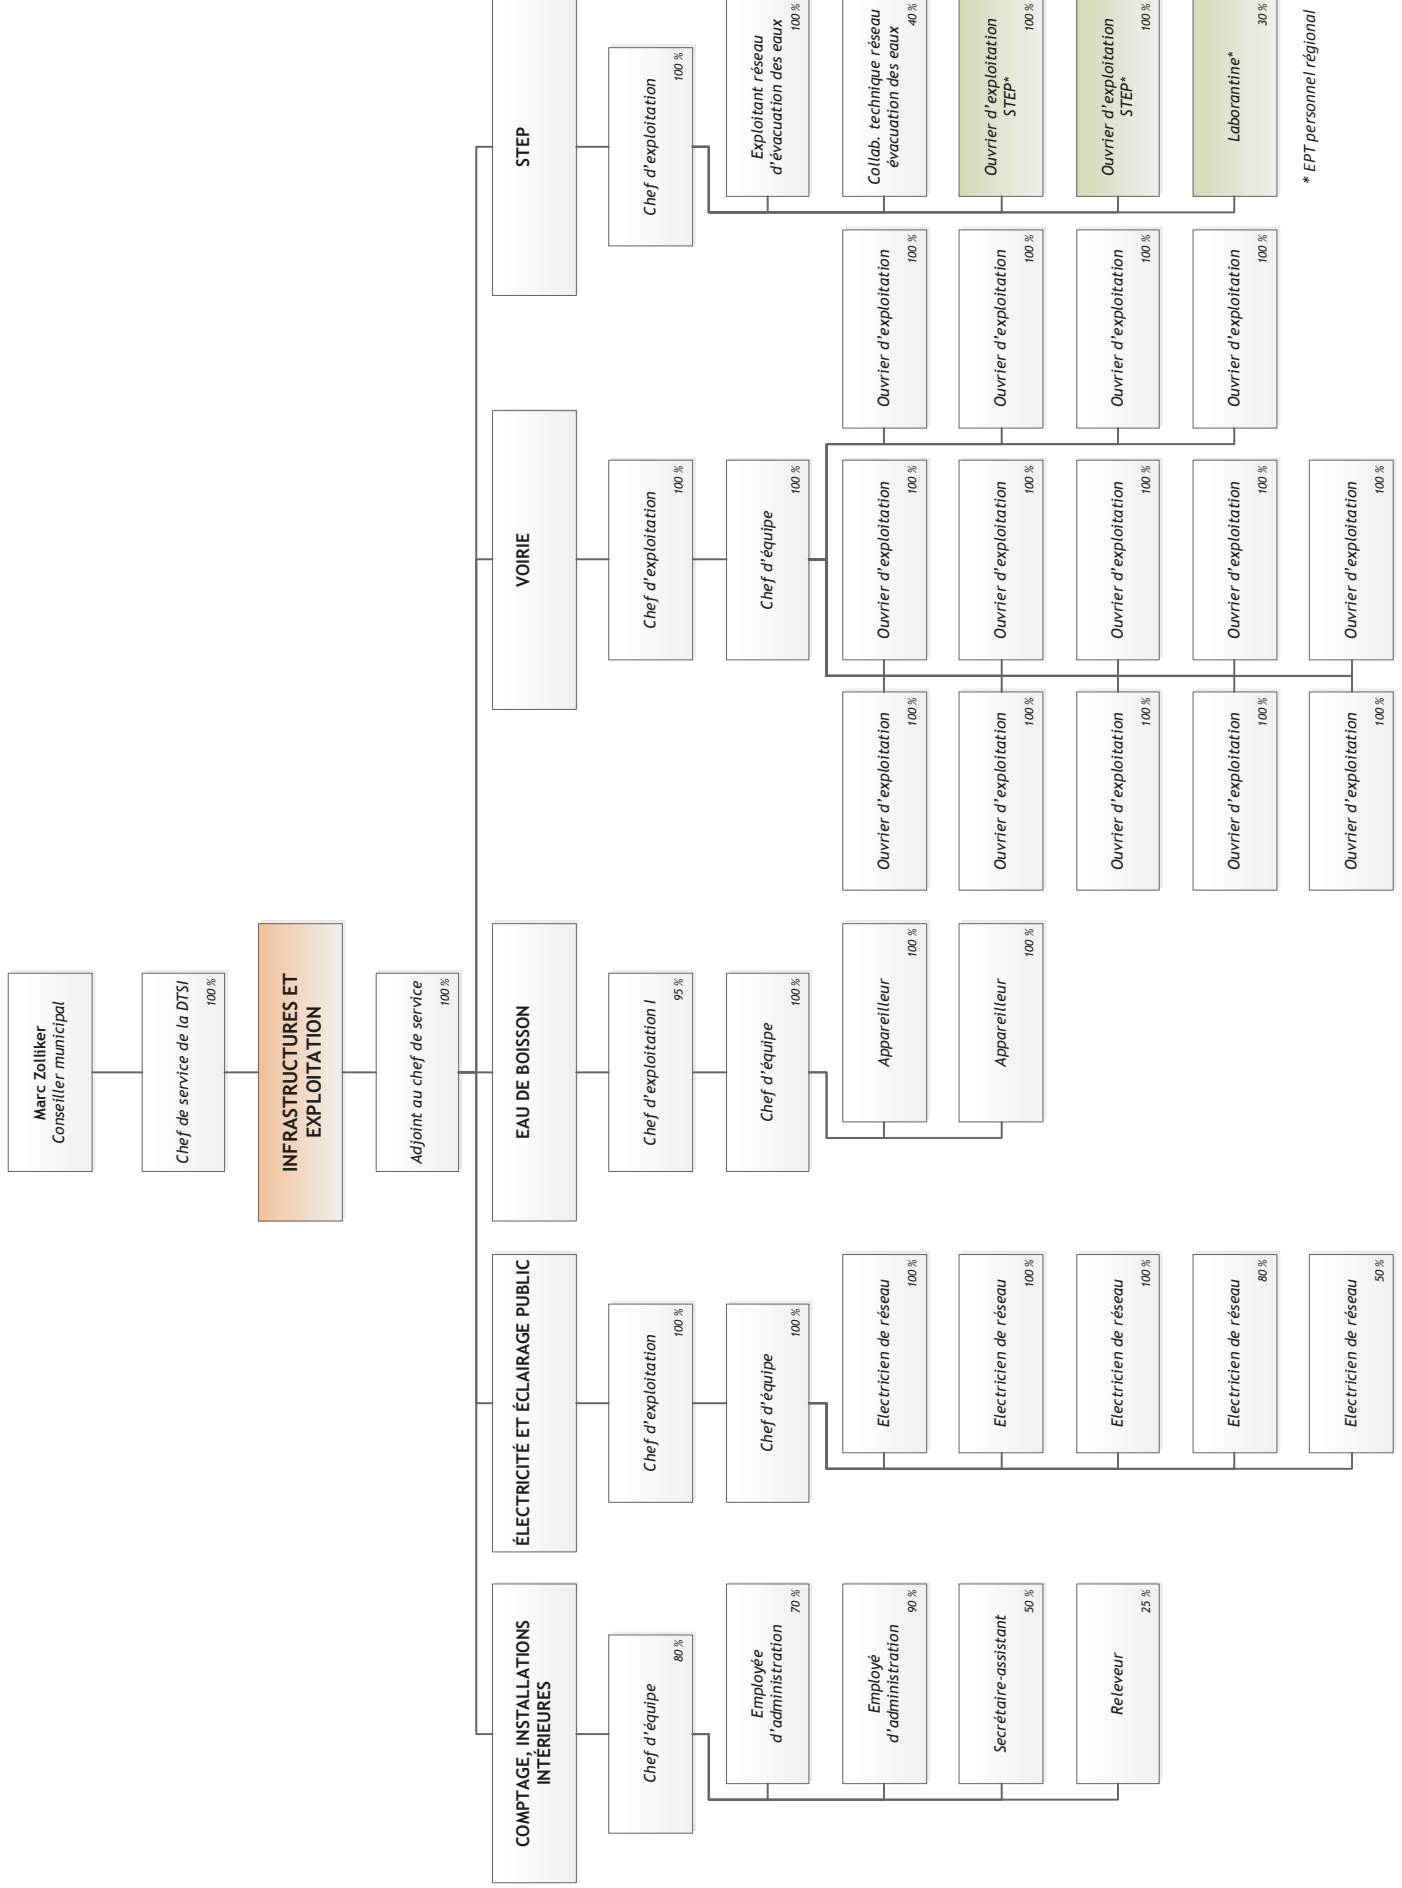 Marc Zolliker
Conseiller municipal
Chef de service de la DTSI
100 %
INFRASTRUCTURES ET
EXPLOITATION
Adjoint au chef de service
100 %
COMPTAGE, INSTALLATIONS
INTÉRIEURES
Chef d'équipe
80 %
Employée
d'administration
70 %
Employé
d'administration
90 %
Secrétaire-assistant
50 %
Releveur
25 %
ÉLECTRICITÉ ET ÉCLAIRAGE PUBLIC
Chef d'exploitation
100 %
Chef d'équipe
100 %
Electricien de réseau
100 %
Electricien de réseau
100 %
Electricien de réseau
100 %
Electricien de réseau
80 %
Electricien de réseau
50 %
EAU DE BOISSON
Chef d'exploitation I
95 %
Chef d'équipe
100 %
Appareilleur
100 %
Appareilleur
100 %
VOIRIE
Chef d'exploitation
100 %
Chef d'équipe
100 %
Ouvrier d'exploitation
100 %
Ouvrier d'exploitation
100 %
Ouvrier d'exploitation
100 %
Ouvrier d'exploitation
100 %
Ouvrier d'exploitation
100 %
Ouvrier d'exploitation
100 %
Ouvrier d'exploitation
100 %
Ouvrier d'exploitation
100 %
Ouvrier d'exploitation
100 %
Ouvrier d'exploitation
100 %
Ouvrier d'exploitation
100 %
Ouvrier d'exploitation
100 %
Ouvrier d'exploitation
100 %
Ouvrier d'exploitation
100 %
STEP
Chef d'exploitation
100 %
Exploitant réseau
d'évacuation des eaux
100 %
Collab. technique réseau
évacuation des eaux
40 %
Ouvrier d'exploitation
STEP*
100 %
Ouvrier d'exploitation
STEP*
100 %
Laborantine*
30 %
* EPT personnel régional